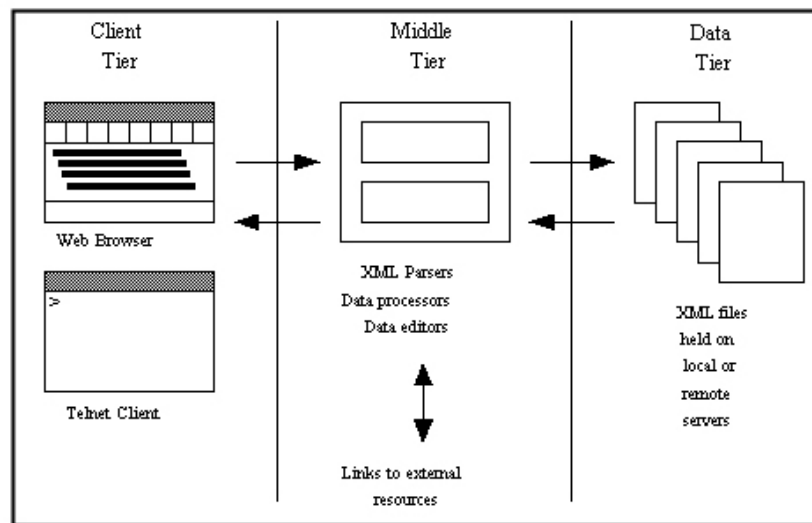 Client
Tier
Middle
Tier
Data
Tier
Web Browser
>
Telnet Client
XML Parsers
Data processors
Data editors
Links to external
resources
XML files
held on
local or
remote
servers